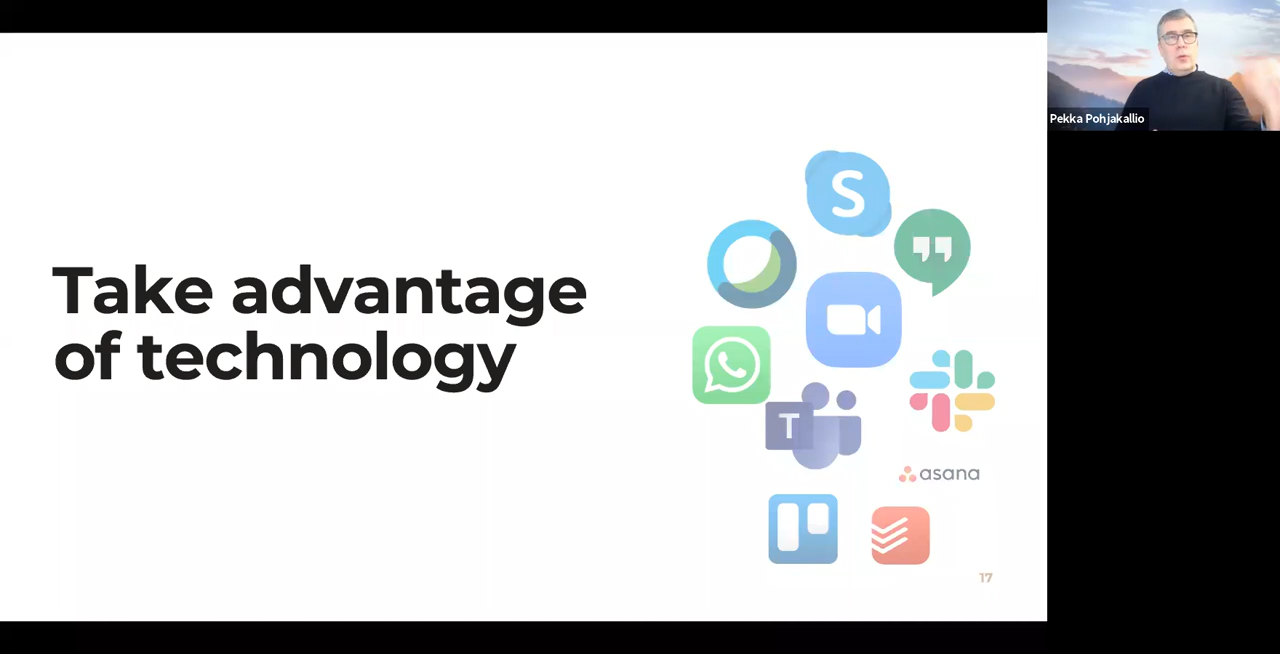 Take advantage
of technology
S
T
asana
17
Pekka Pohjakallio